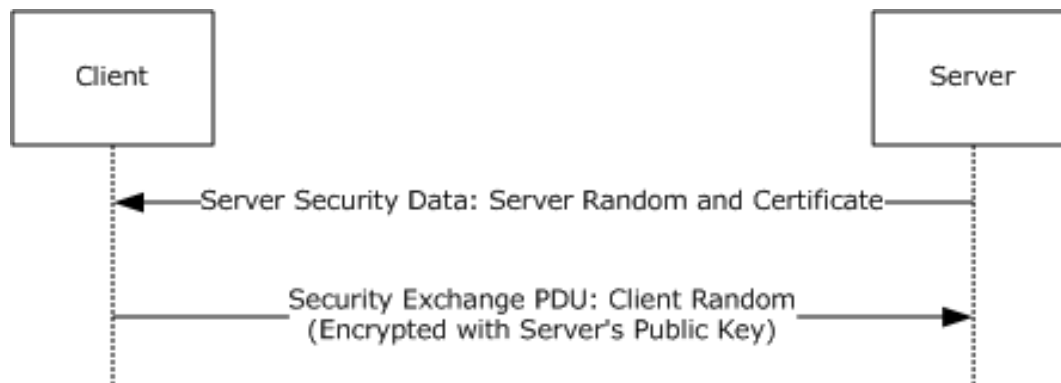 Client
Server
Server Security Data: Server Random and Certificate
Security Exchange PDU: Client Random
(Encrypted with Server's Public Key)